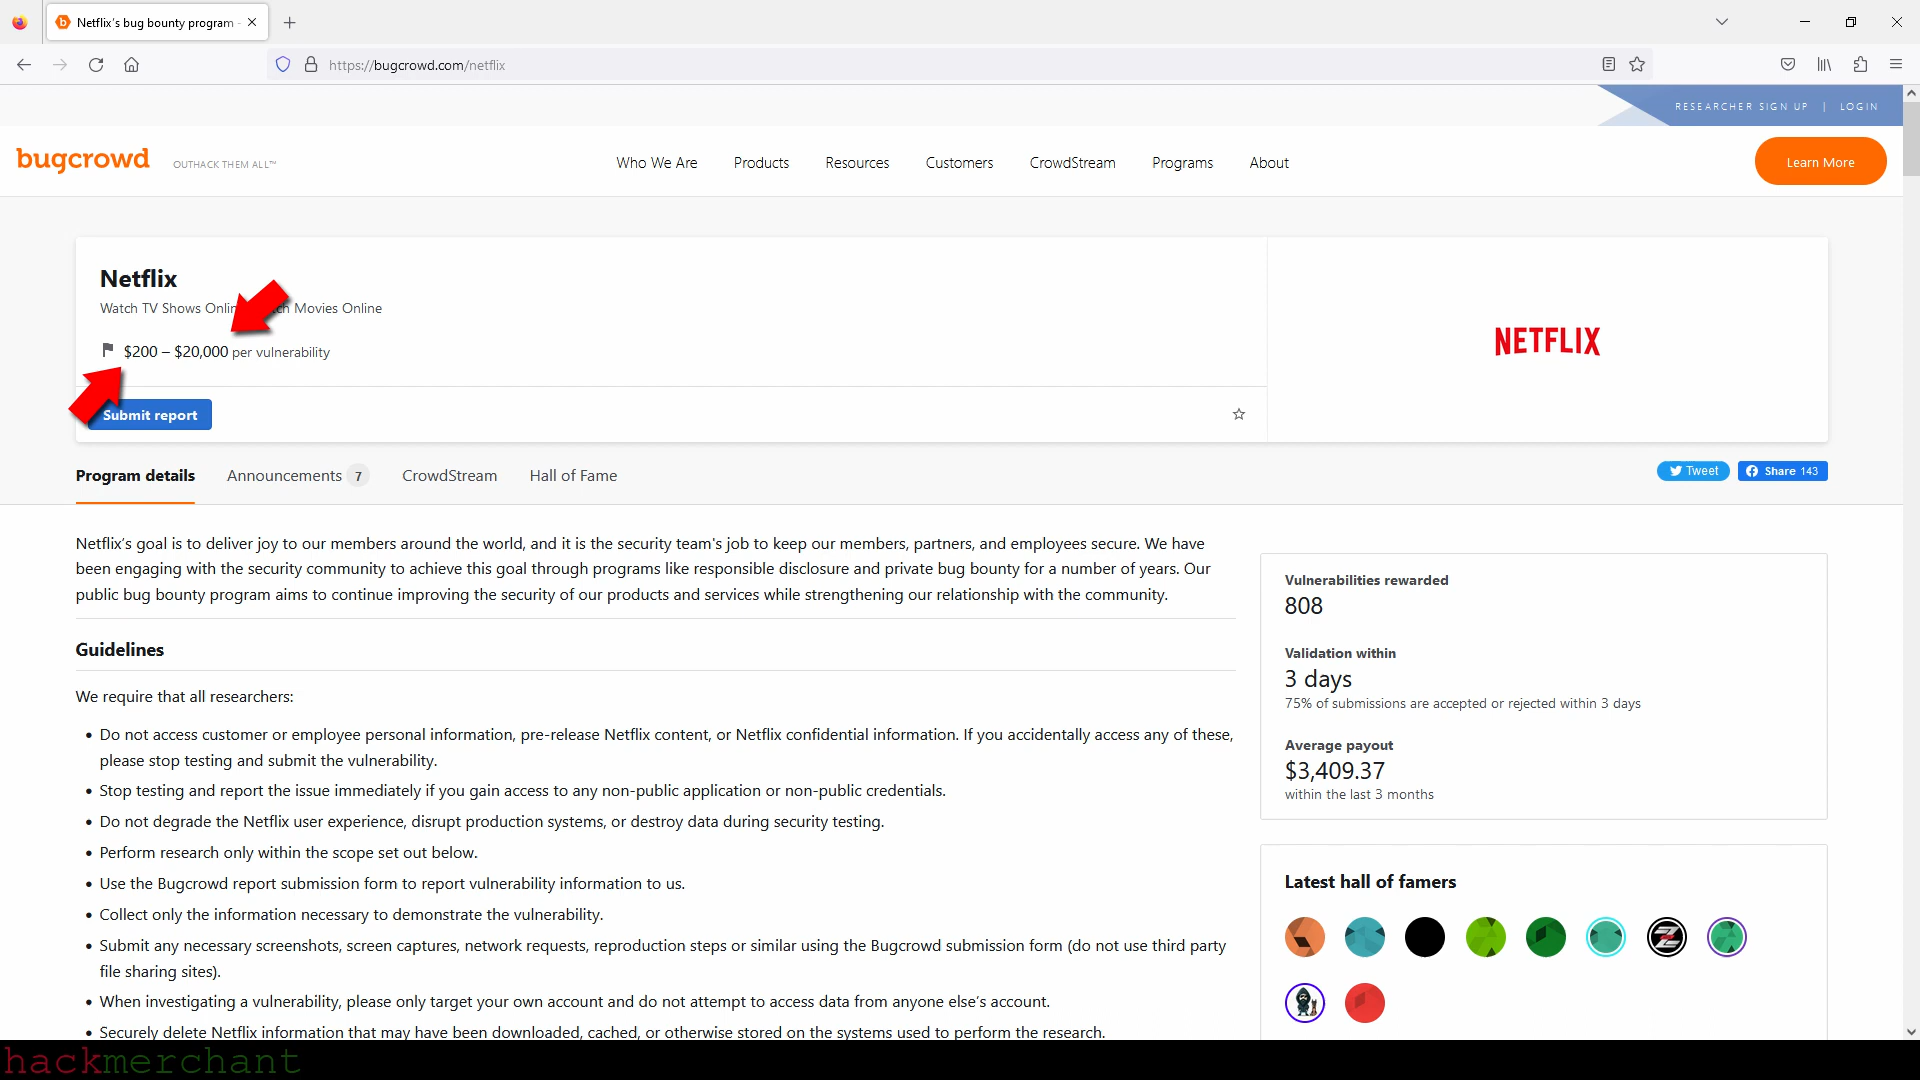 Netflix's bug bounty program -
https://bugcrowd.com/netflix
RESEARCHER SIGN UP | LOGIN
bugcrowd OUTHACK THEM ALL™
Who We Are Products Resources Customers CrowdStream Programs About
Learn More
Netflix
Watch TV Shows Movies Online
$200 – $20,000 per vulnerability
Submit report
NETFLIX
Program details Announcements 7 CrowdStream Hall of Fame
Tweet Share 143
Netflix's goal is to deliver joy to our members around the world, and it is the security team's job to keep our members, partners, and employees secure. We have
been engaging with the security community to achieve this goal through programs like responsible disclosure and private bug bounty for a number of years. Our
public bug bounty program aims to continue improving the security of our products and services while strengthening our relationship with the community.
Guidelines
We require that all researchers:
• Do not access customer or employee personal information, pre-release Netflix content, or Netflix confidential information. If you accidentally access any of these,
please stop testing and submit the vulnerability.
• Stop testing and report the issue immediately if you gain access to any non-public application or non-public credentials.
• Do not degrade the Netflix user experience, disrupt production systems, or destroy data during security testing.
• Perform research only within the scope set out below.
• Use the Bugcrowd report submission form to report vulnerability information to us.
• Collect only the information necessary to demonstrate the vulnerability.
• Submit any necessary screenshots, screen captures, network requests, reproduction steps or similar using the Bugcrowd submission form (do not use third party
file sharing sites).
• When investigating a vulnerability, please only target your own account and do not attempt to access data from anyone else's account.
• Securely delete Netflix information that may have been downloaded, cached, or otherwise stored on the systems used to perform the research.
Vulnerabilities rewarded
808
Validation within
3 days
75% of submissions are accepted or rejected within 3 days
Average payout
$3,409.37
within the last 3 months
Latest hall of famers
hackmerchant